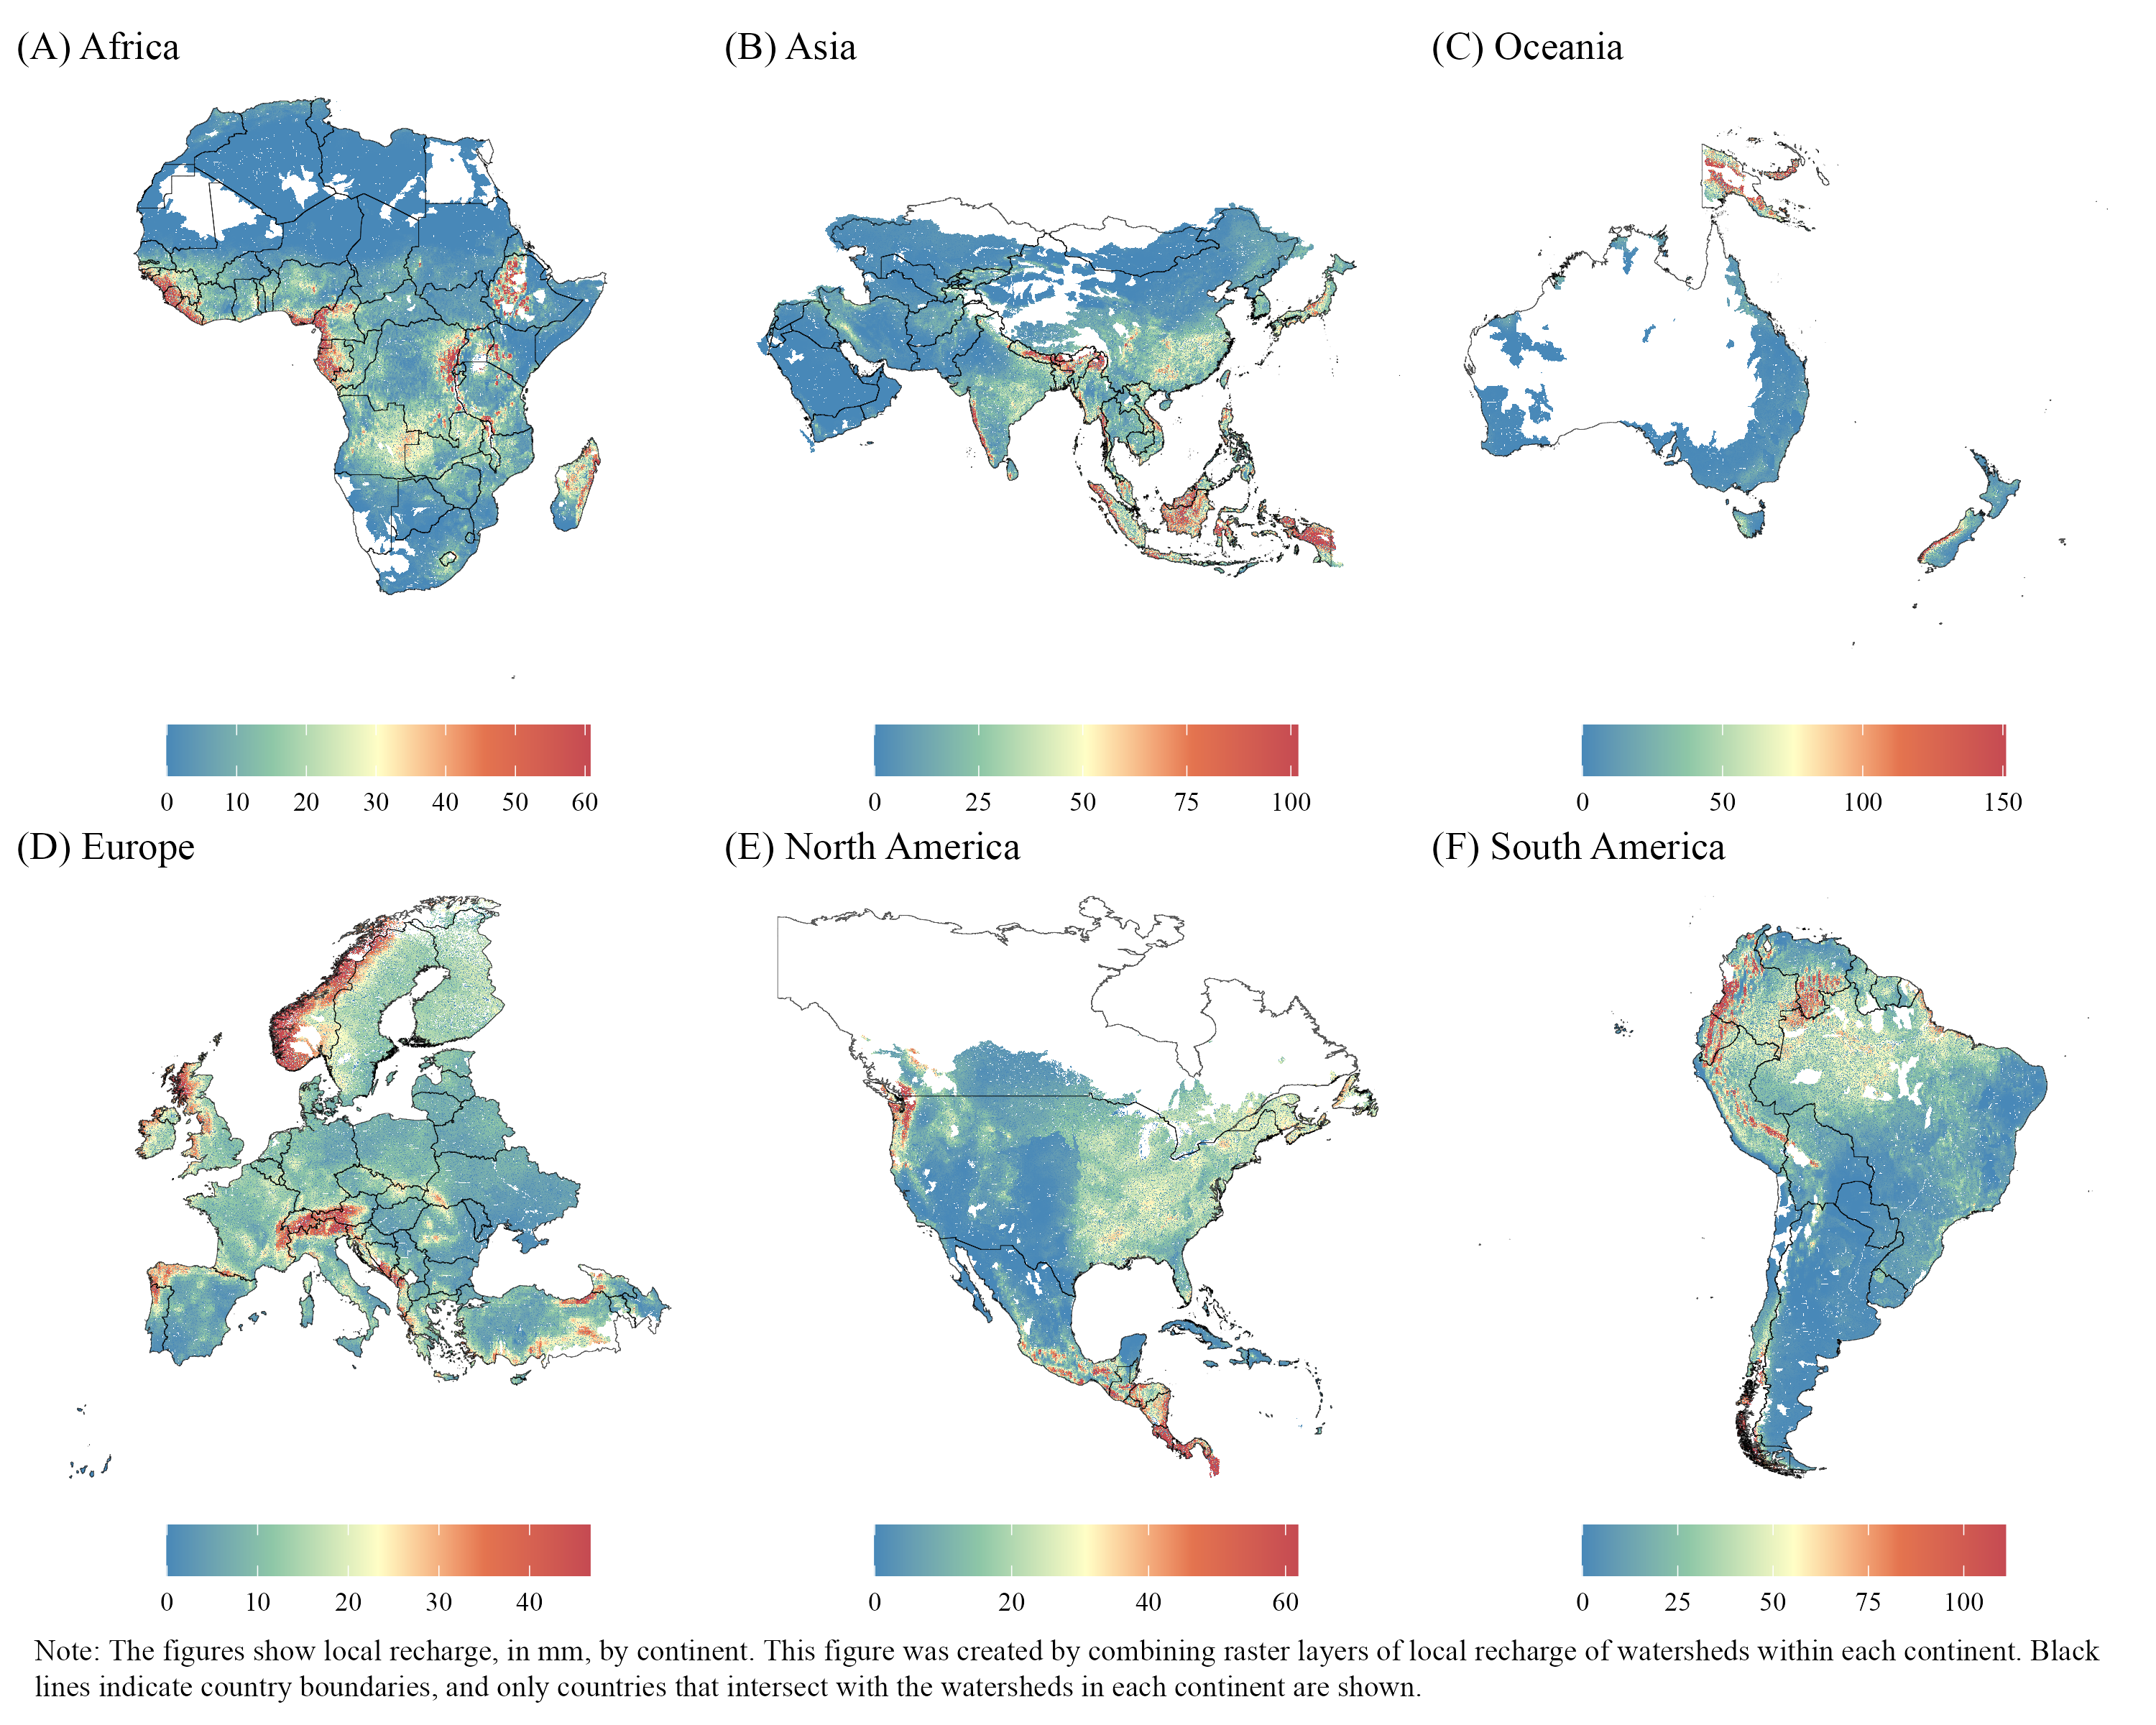 (A) Africa
(B) Asia
(C) Oceania
0 10 20 30 40 50 60
0 25 50 75 100
0 50 100 150
(D) Europe
(E) North America
(F) South America
0 10 20 30 40
0 20 40 60
0 25 50 75 100
Note: The figures show local recharge, in mm, by continent. This figure was created by combining raster layers of local recharge of watersheds within each continent. Black
lines indicate country boundaries, and only countries that intersect with the watersheds in each continent are shown.